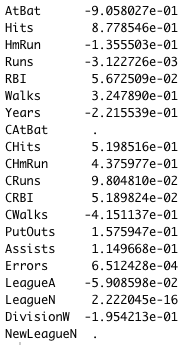 AtBat -9.058027e-01
Hits 8.778546e-01
HmRun -1.355503e-01
Runs -3.122726e-03
RBI 5.672509e-02
Walks 3.247890e-01
Years -2.215539e-01
CAtBat .
CHits 5.198516e-01
CHmRun 4.375977e-01
CRuns 9.804810e-02
CRBI 5.189824e-02
CWalks -4.151137e-01
PutOuts 1.575947e-01
Assists 1.149668e-01
Errors 6.512428e-04
LeagueA -5.908598e-02
LeagueN 2.222045e-16
DivisionW -1.954213e-01
NewLeagueN .